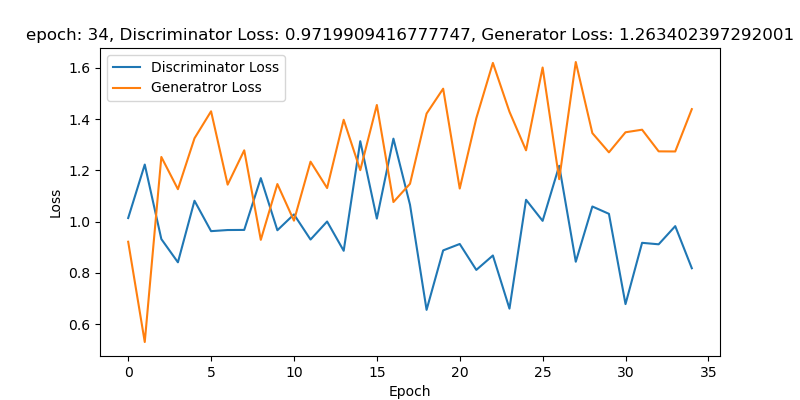 epoch: 34, Discriminator Loss: 0.9719909416777747, Generator Loss: 1.263402397292001
Discriminator Loss
Generatror Loss
1.6
1.4
1.2
1.0
0.8
0.6
Loss
0 5 10 15 20 25 30 35
Epoch